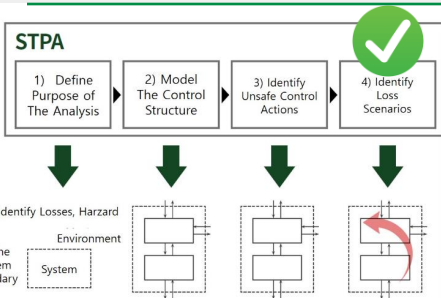 STPA
1) Define
Purpose of
The Analysis
2) Model
The Control
Structure
3) Identify
Unsafe Control
Actions
4) Identify
Loss
Scenarios
dentify Losses, Harzard
Environment
System